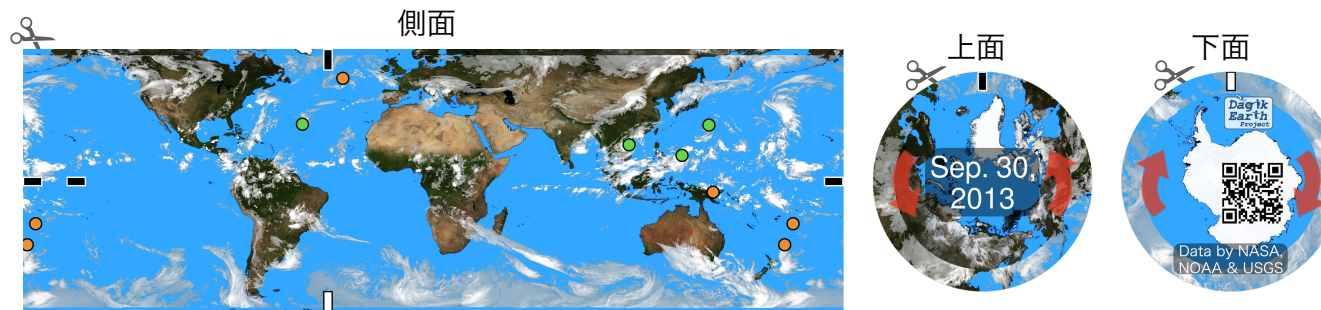 側面
上面
下面
Sep. 30,
2013
Dagik
Earth
Project
Data by NASA,
NOAA & USGS